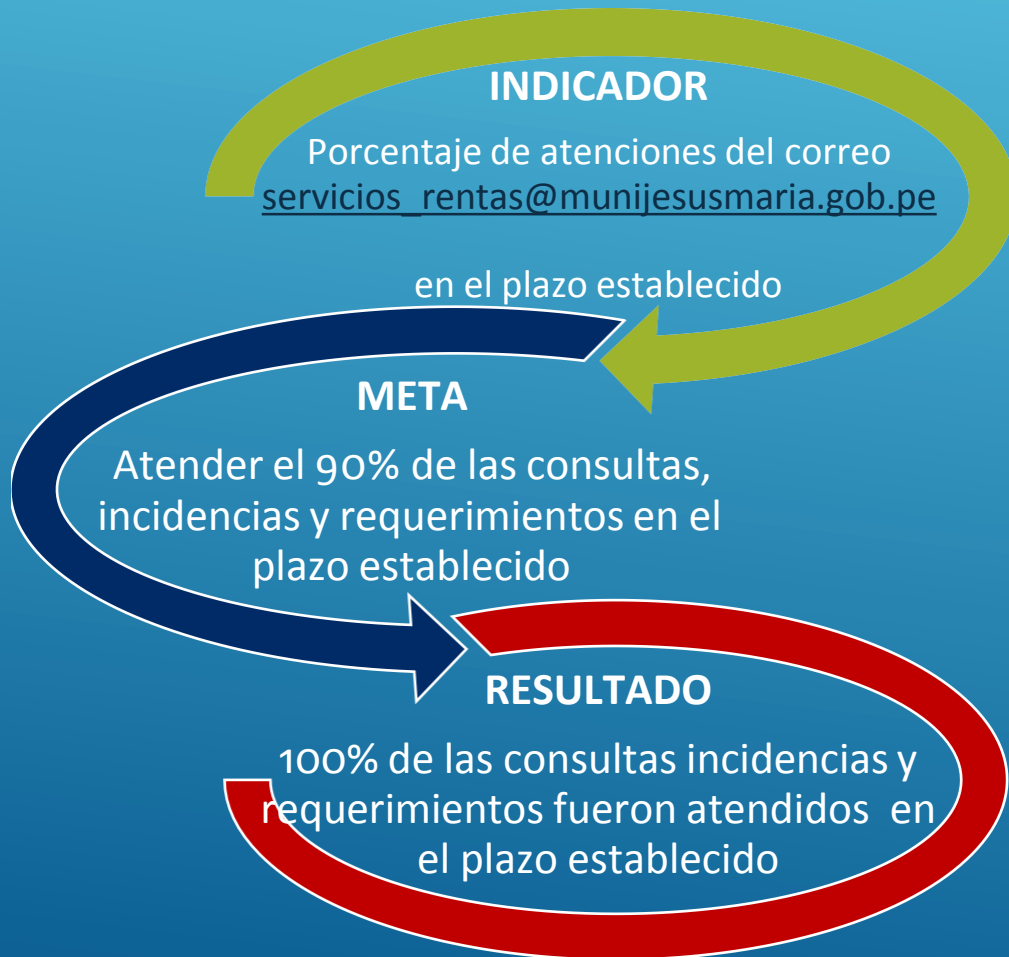 INDICADOR
Porcentaje de atenciones del correo
servicios_rentas@munijesusmaria.gob.pe
en el plazo establecido
META
Atender el 90% de las consultas,
incidencias y requerimientos en el
plazo establecido
RESULTADO
100% de las consultas incidencias y
requerimientos fueron atendidos en
el plazo establecido